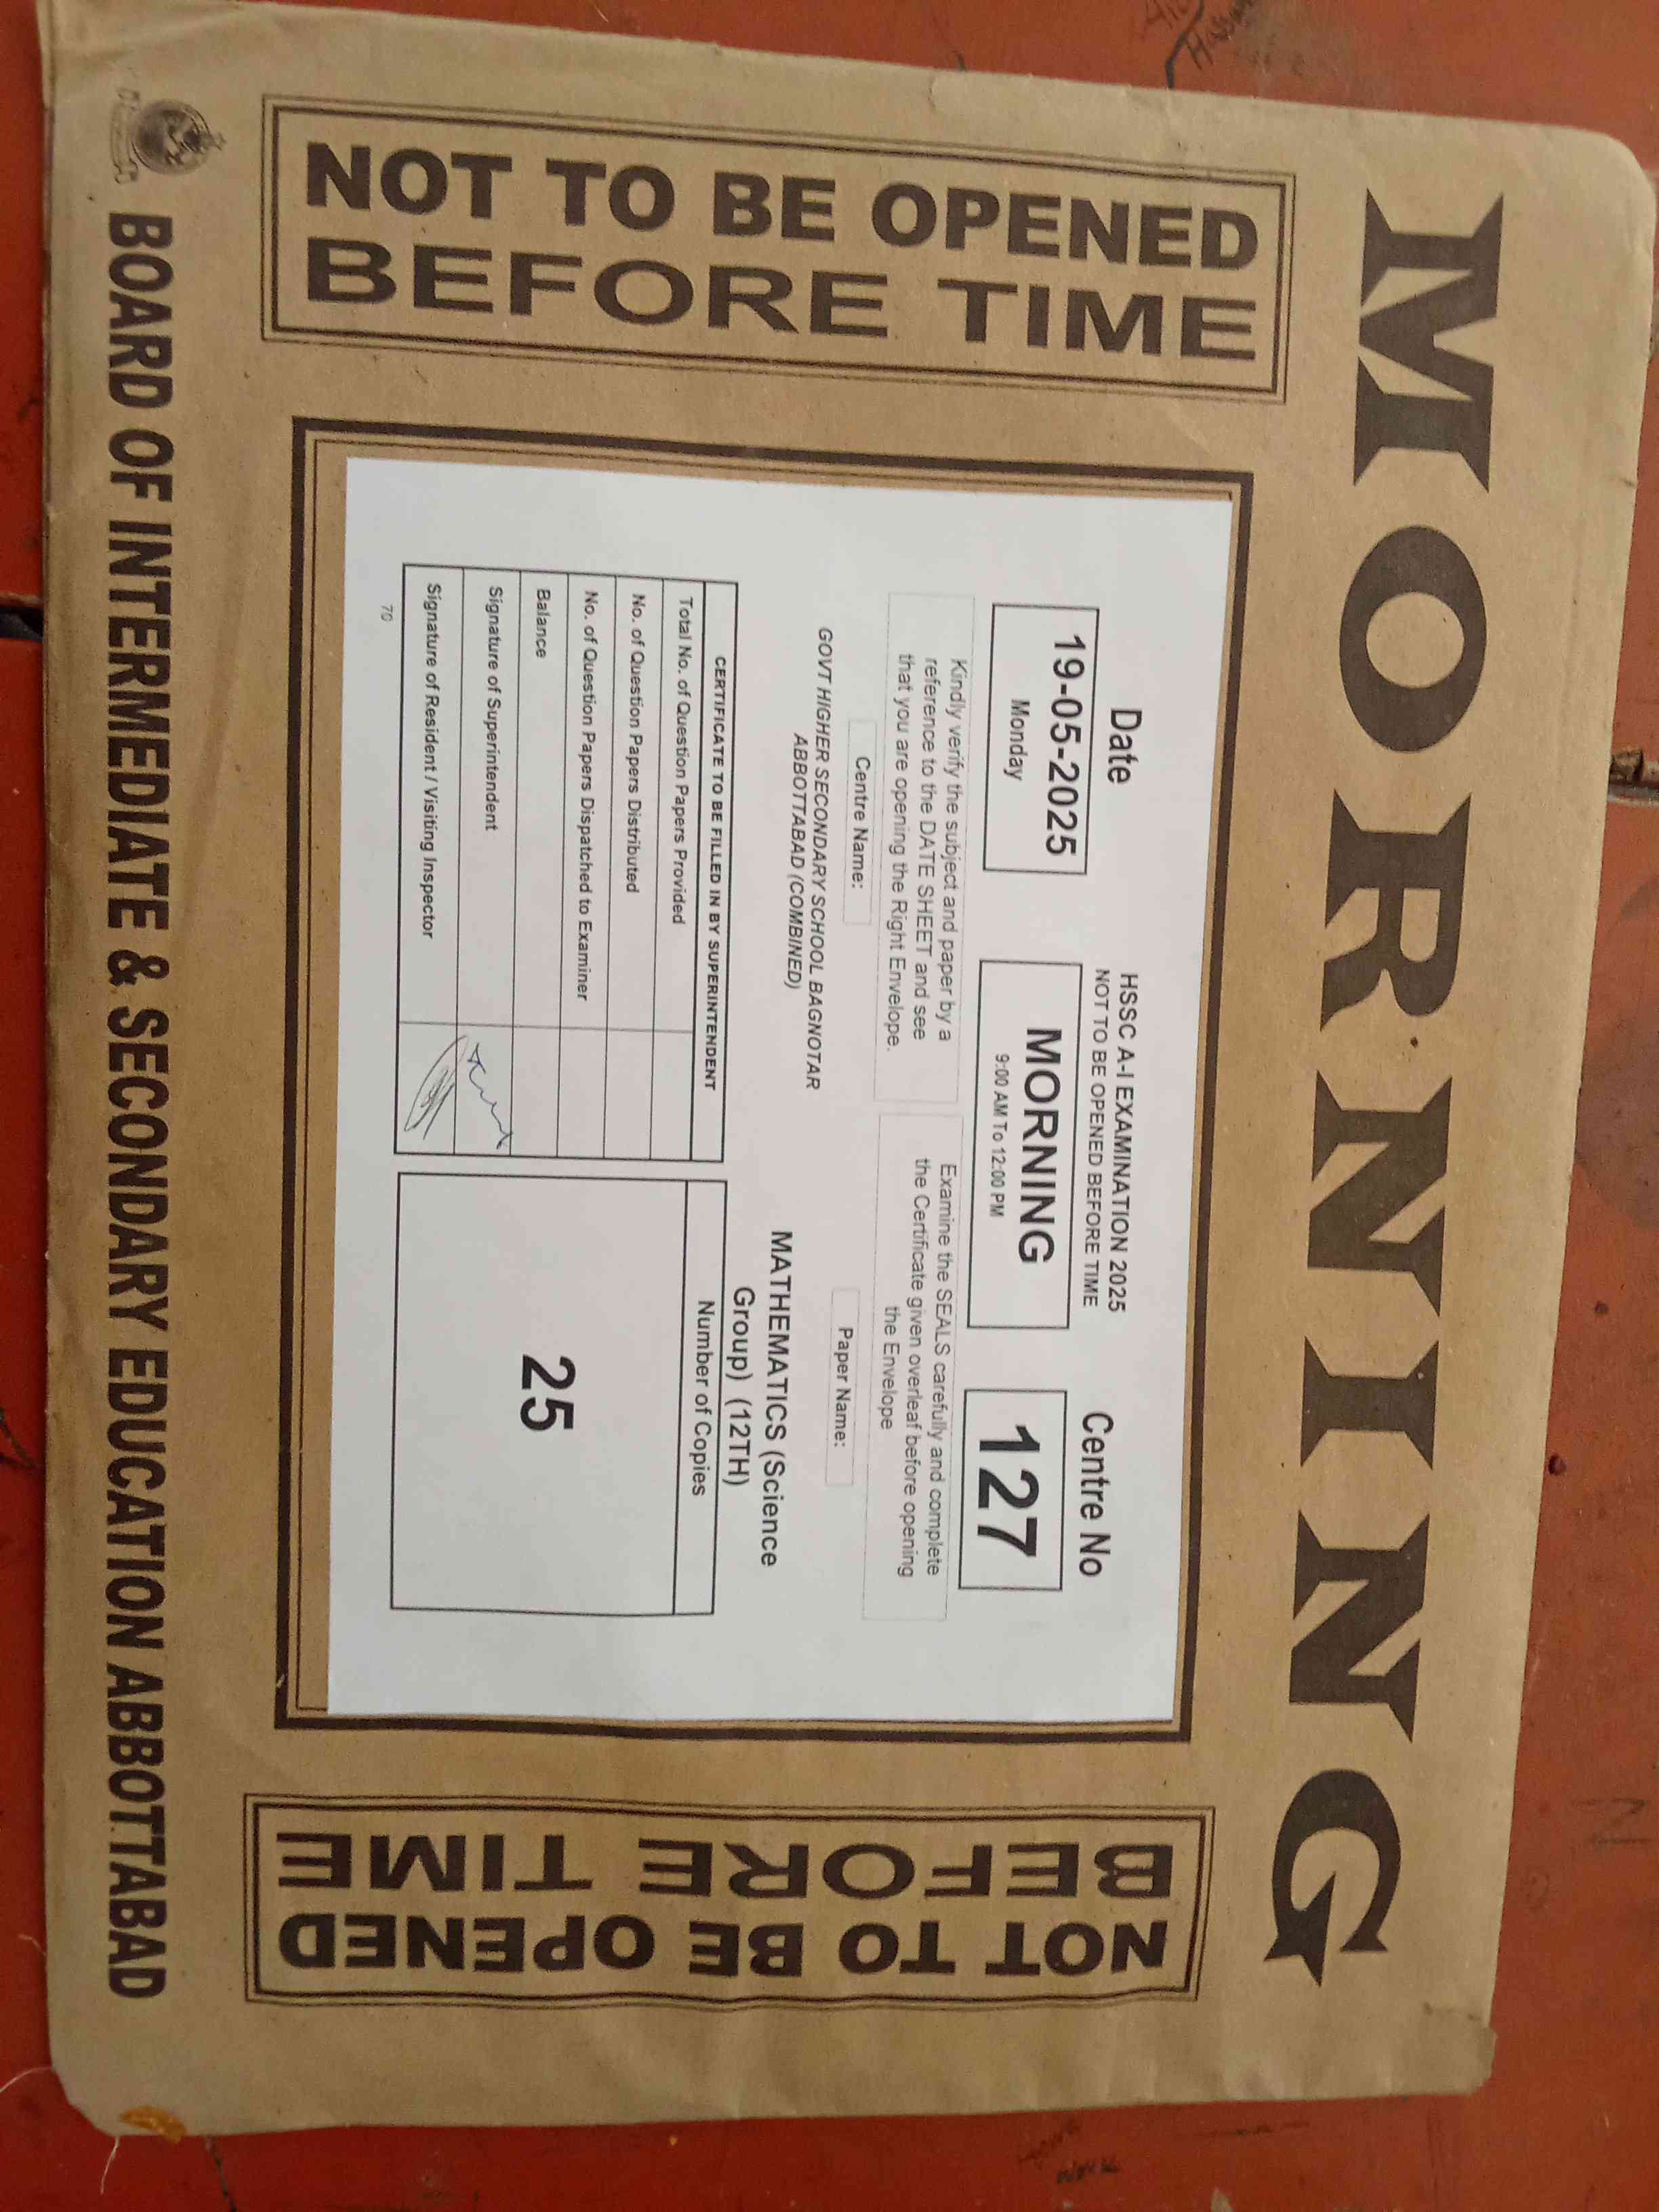 MORNING
NOT TO BE OPENED
BEFORE TIME
Date
19-05-2025
Monday
HSSC A-I EXAMINATION 2025
NOT TO BE OPENED BEFORE TIME
MORNING
9:00 AM To 12:00 PM
Centre No
127
Kindly verify the subject and paper by a
reference to the DATE SHEET and see
that you are opening the Right Envelope.
Examine the SEALS carefully and complete
the Certificate given overleaf before opening
the Envelope
Centre Name:
GOVT HIGHER SECONDARY SCHOOL BAGNOTAR
ABBOTTABAD (COMBINED)
Paper Name:
MATHEMATICS (Science
Group) (12TH)
CERTIFICATE TO BE FILLED IN BY SUPERINTENDENT
Total No. of Question Papers Provided
No. of Question Papers Distributed
No. of Question Papers Dispatched to Examiner
Balance
Signature of Superintendent
Signature of Resident / Visiting Inspector
Number of Copies
25
70
NOT TO BE OPENED
BEFORE TIME
BOARD OF INTERMEDIATE & SECONDARY EDUCATION ABBOTTABAD